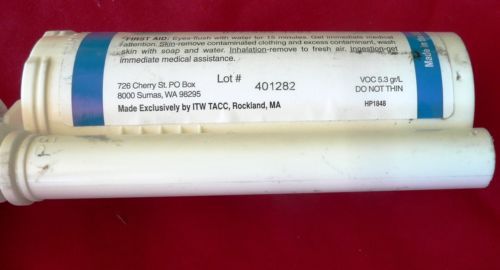 *FIRST AID: Eyes-flush with water for 15 minutes. Get immediate medical
attention. Skin-remove contaminated clothing and excess contaminant, wash
skin with soap and water. Inhalation-remove to fresh air. Ingestion-get
immediate medical assistance.
Lot # 401282
726 Cherry St. PO Box
8000 Sumas, WA 98295
Made Exclusively by ITW TACC, Rockland, MA
VOC 5.3 gr/L
DO NOT THIN
HP1848
Made in